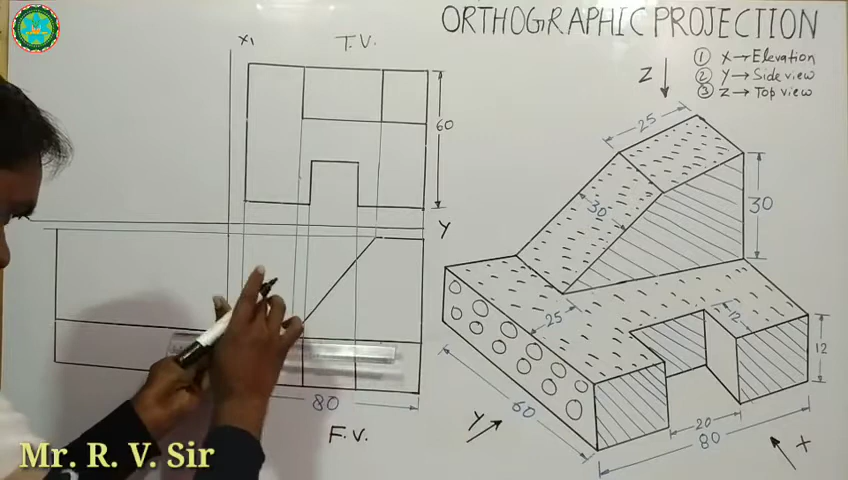 ORTHOGRAPHIC PROJECTION
① X→Elevation
② Y→Side view
③ Z→Top view
X1
T.V.
60
Y
80
F.V.
Z
25
30
30
25
12
12
20
80
60
Y
X
Mr. R. V. Sir